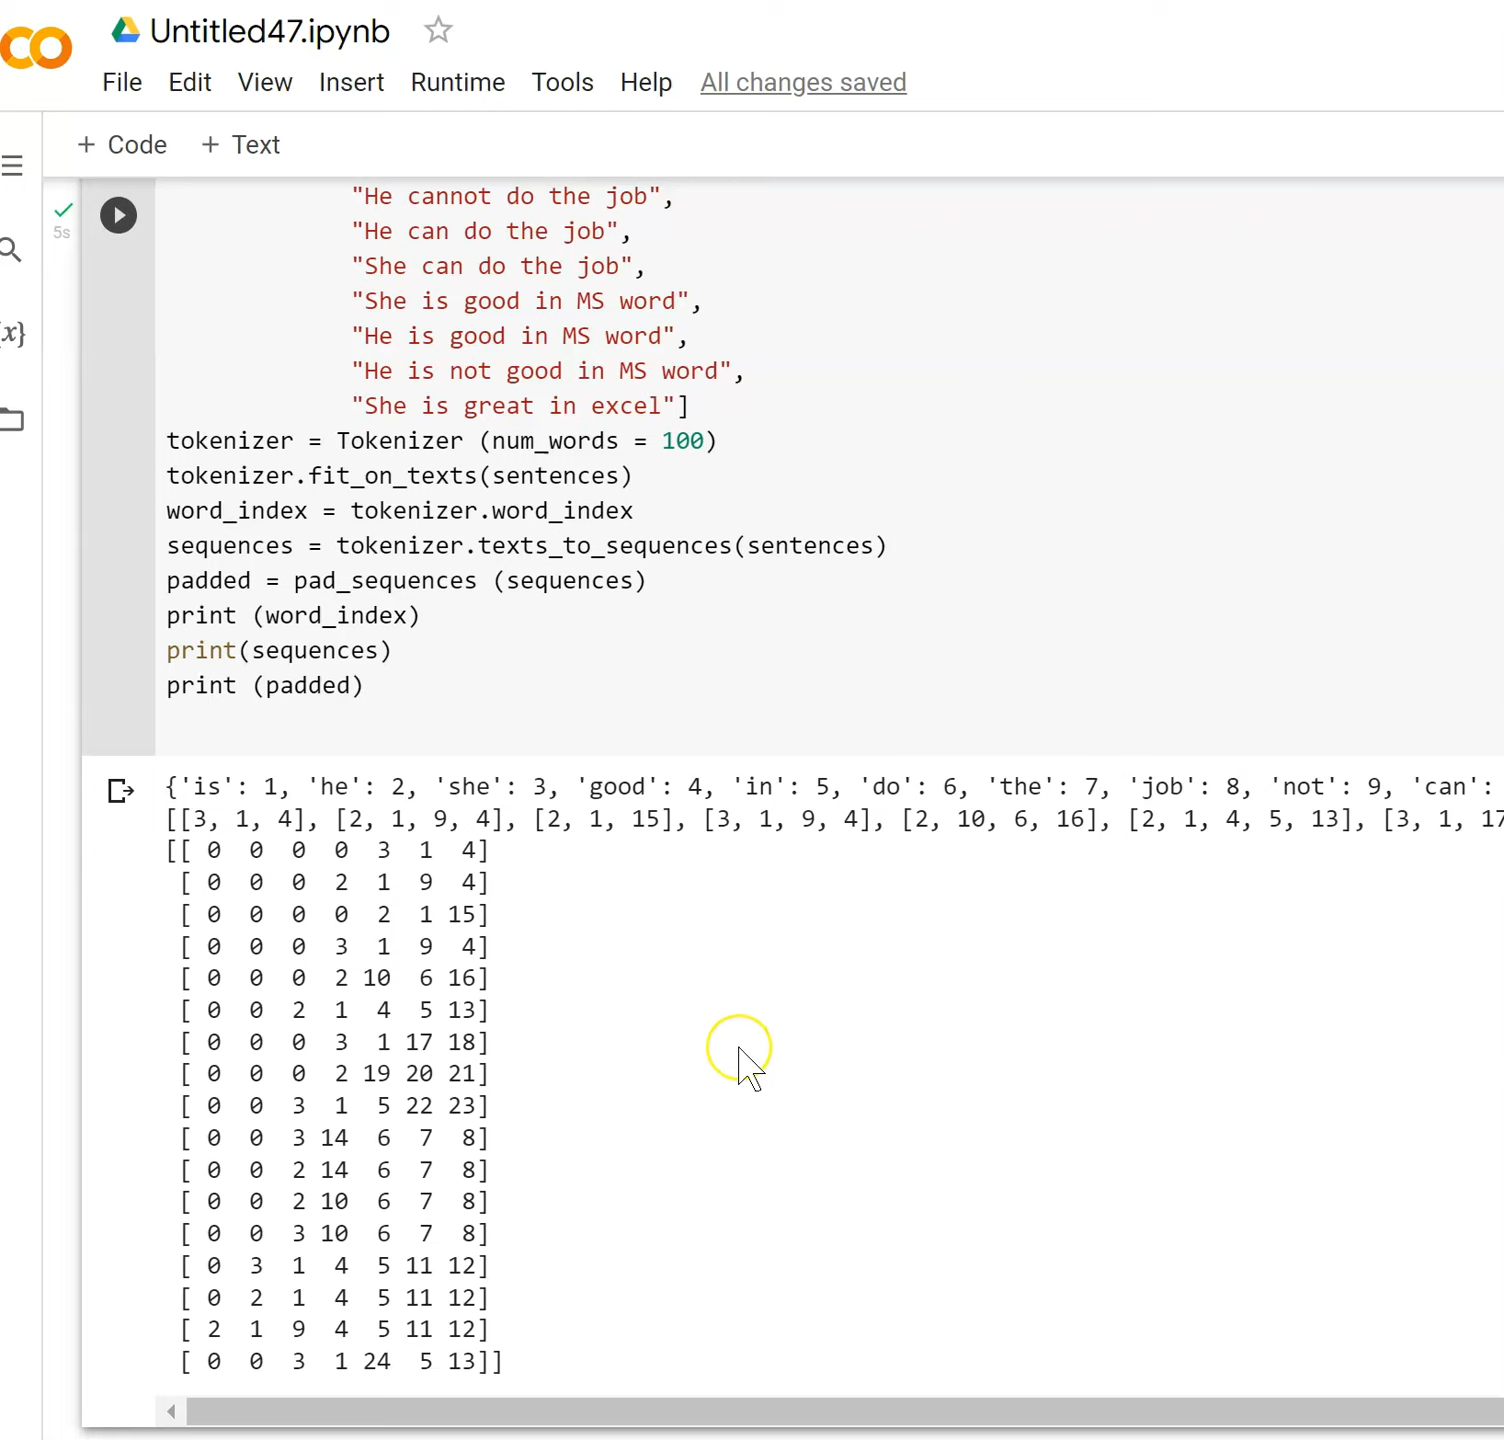 Untitled47.ipynb
File Edit View Insert Runtime Tools Help All changes saved
+ Code + Text
5s
{x}
"He cannot do the job",
"He can do the job",
"She can do the job",
"She is good in MS word",
"He is good in MS word",
"He is not good in MS word",
"She is great in excel"]
tokenizer = Tokenizer (num_words = 100)
tokenizer.fit_on_texts(sentences)
word_index = tokenizer.word_index
sequences = tokenizer.texts_to_sequences(sentences)
padded = pad_sequences (sequences)
print (word_index)
print(sequences)
print (padded)
{'is': 1, 'he': 2, 'she': 3, 'good': 4, 'in': 5, 'do': 6, 'the': 7, 'job': 8, 'not': 9, 'can':
[[3, 1, 4], [2, 1, 9, 4], [2, 1, 15], [3, 1, 9, 4], [2, 10, 6, 16], [2, 1, 4, 5, 13], [3, 1, 17
[[ 0 0 0 0 3 1 4]
[ 0 0 0 2 1 9 4]
[ 0 0 0 0 2 1 15]
[ 0 0 0 3 1 9 4]
[ 0 0 0 2 10 6 16]
[ 0 0 2 1 4 5 13]
[ 0 0 0 3 1 17 18]
[ 0 0 0 2 19 20 21]
[ 0 0 3 1 5 22 23]
[ 0 0 3 14 6 7 8]
[ 0 0 2 14 6 7 8]
[ 0 0 2 10 6 7 8]
[ 0 0 3 10 6 7 8]
[ 0 3 1 4 5 11 12]
[ 0 2 1 4 5 11 12]
[ 2 1 9 4 5 11 12]
[ 0 0 3 1 24 5 13]]